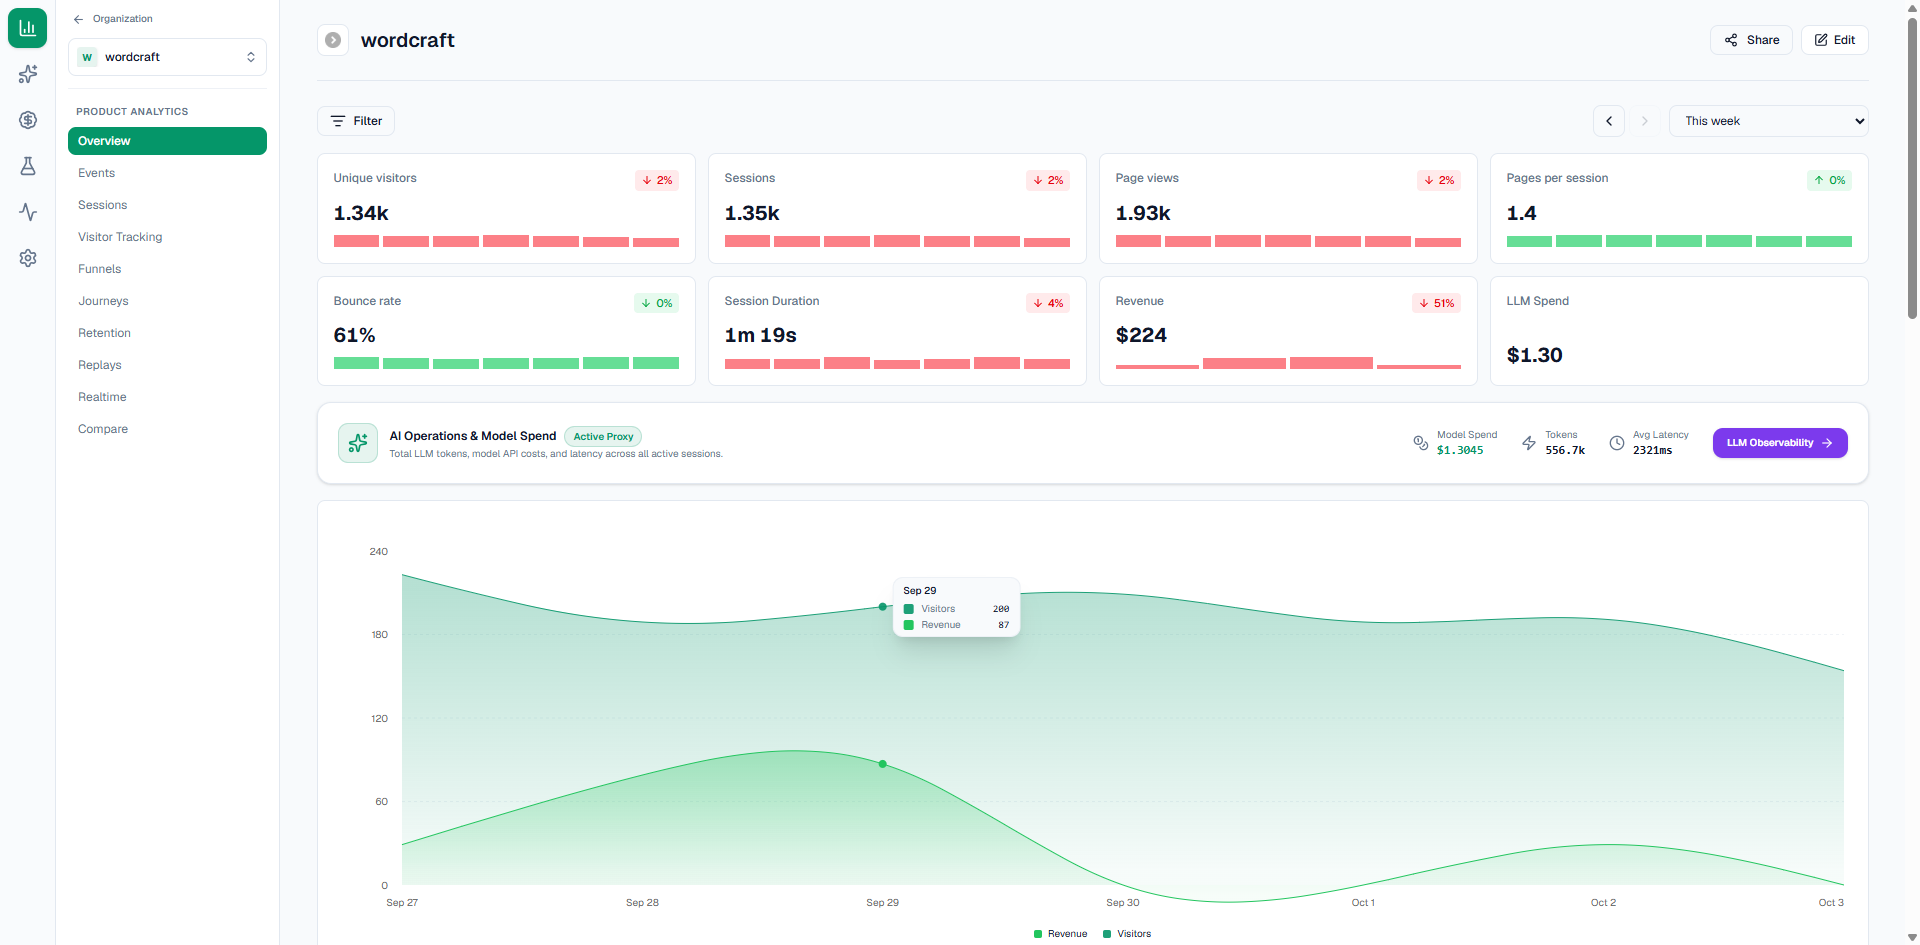 Organization
W wordcraft
PRODUCT ANALYTICS
Overview
Events
Sessions
Visitor Tracking
Funnels
Journeys
Retention
Replays
Realtime
Compare
wordcraft
Share
Edit
Filter
This week
Unique visitors
2%
1.34k
Sessions
2%
1.35k
Page views
2%
1.93k
Pages per session
0%
1.4
Bounce rate
0%
61%
Session Duration
4%
1m 19s
Revenue
51%
$224
LLM Spend
$1.30
AI Operations & Model Spend
Active Proxy
Total LLM tokens, model API costs, and latency across all active sessions.
Model Spend
$1.3045
Tokens
556.7k
Avg Latency
2321ms
LLM Observability
240
180
120
60
0
Sep 29
Visitors 200
Revenue 87
Sep 27 Sep 28 Sep 29 Sep 30 Oct 1 Oct 2 Oct 3
Revenue Visitors